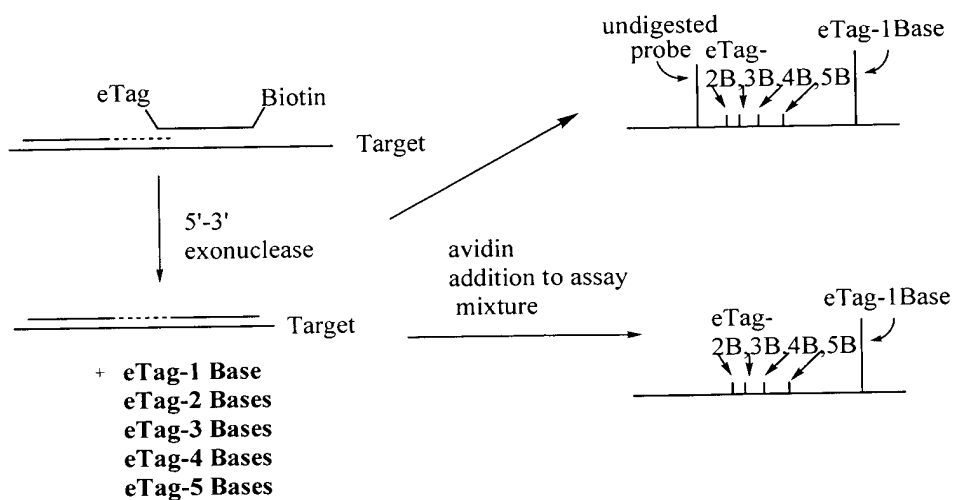 eTag
Biotin
Target
5'-3'
exonuclease
Target
+ eTag-1 Base
eTag-2 Bases
eTag-3 Bases
eTag-4 Bases
eTag-5 Bases
avidin
addition to assay
mixture
undigested
probe
eTag-
2B,3B,4B,5B
eTag-1Base
eTag-
2B,3B,4B,5B
eTag-1Base